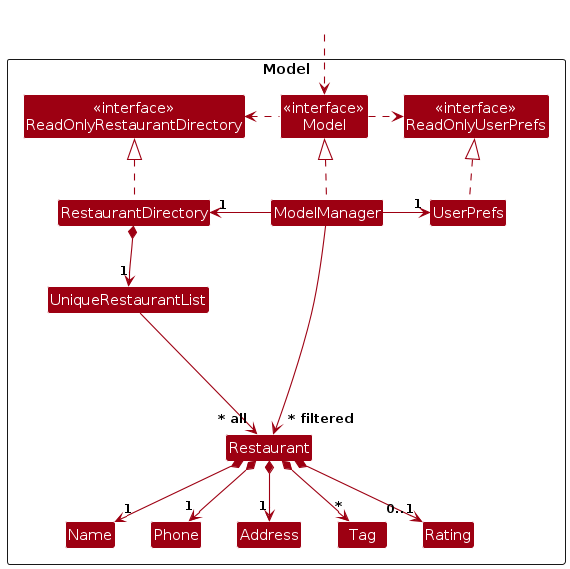 Model
«interface»
ReadOnlyRestaurantDirectory
«interface»
Model
«interface»
ReadOnlyUserPrefs
RestaurantDirectory
1
ModelManager
1
UserPrefs
1
UniqueRestaurantList
* all
* filtered
Restaurant
1
1
1
*
0..1
Name
Phone
Address
Tag
Rating